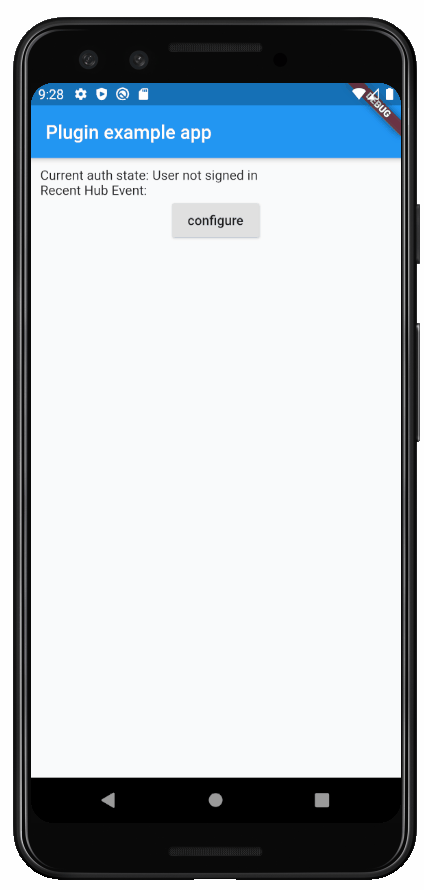 9:28
DEBUG
Plugin example app
Current auth state: User not signed in
Recent Hub Event:
configure